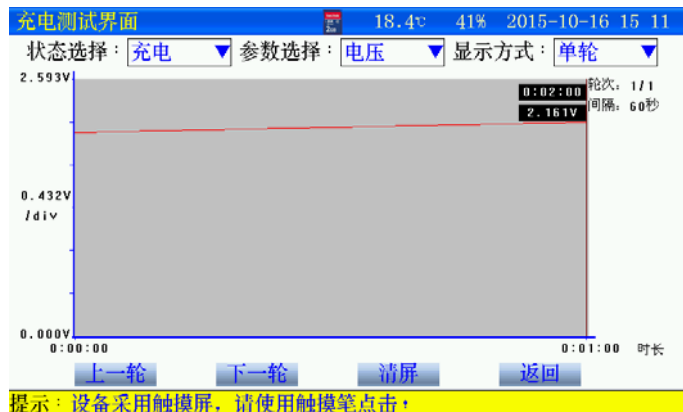 充电测试界面 18.4℃ 41% 2015-10-16 15 11
状态选择：充电 参数选择：电压 显示方式：单轮
2.593V
0:02:00 轮次: 1/1
2.161V 间隔: 60秒
0.432V
/div
0.000V
0:00:00 0:01:00 时长
上一轮 下一轮 清屏 返回
提示：设备采用触摸屏，请使用触摸笔点击！